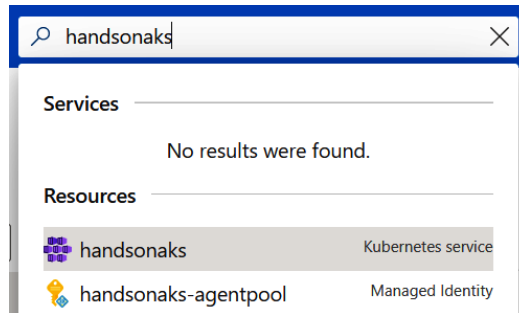 handsonaks
Services
No results were found.
Resources
handsonaks Kubernetes service
handsonaks-agentpool Managed Identity